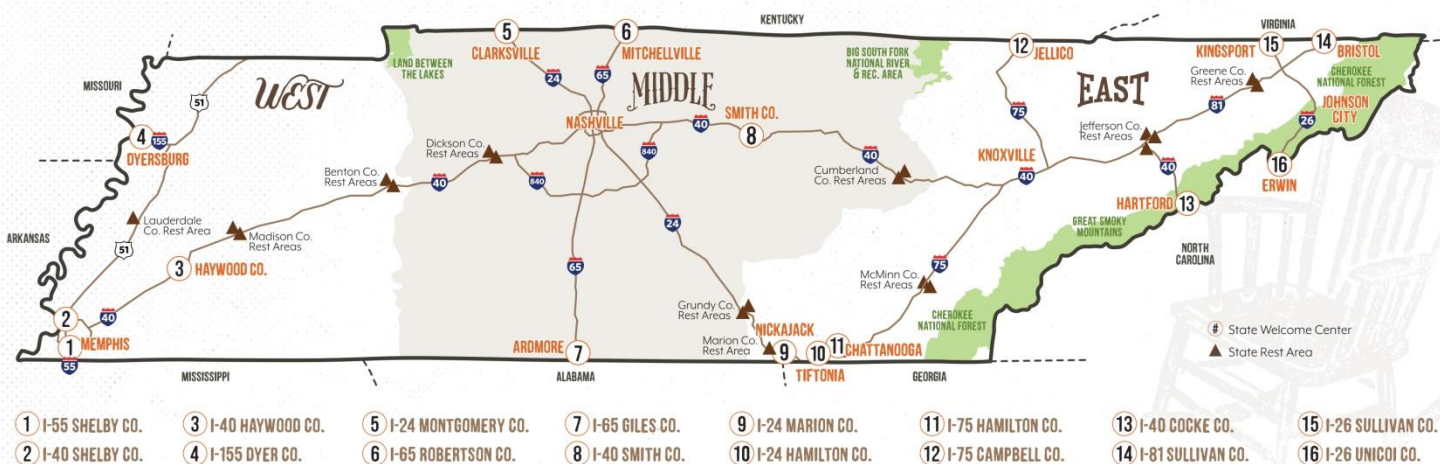 KENTUCKY
VIRGINIA
5
CLARKSVILLE
6
MITCHELLVILLE
12
JELLICO
KINGSPORT
15
14
BRISTOL
LAND BETWEEN
THE LAKES
BIG SOUTH FORK
NATIONAL RIVER
& REC. AREA
MISSOURI
51
WEST
24
65
MIDDLE
EAST
Greene Co.
Rest Areas
CHEROKEE
NATIONAL FOREST
4
155
DYERSBURG
NASHVILLE
SMITH CO.
8
40
75
81
JOHNSON
CITY
26
Jefferson Co.
Rest Areas
Dickson Co.
Rest Areas
840
840
40
KNOXVILLE
40
40
Benton Co.
Rest Areas
40
Cumberland
Co. Rest Areas
16
ERWIN
HARTFORD
13
ARKANSAS
Lauderdale
Co. Rest Area
51
Madison Co.
Rest Areas
24
GREAT SMOKY
MOUNTAINS
NORTH
CAROLINA
3
HAYWOOD CO.
65
75
McMinn Co.
Rest Areas
2
40
Grundy Co.
Rest Areas
CHEROKEE
NATIONAL FOREST
1
MEMPHIS
55
ARDMORE
7
NICKAJACK
Marion Co.
Rest Area
9
10
11
CHATTANOOGA
TIFTONIA
# State Welcome Center
State Rest Area
MISSISSIPPI
ALABAMA
GEORGIA
1 I-55 SHELBY CO.
2 I-40 SHELBY CO.
3 I-40 HAYWOOD CO.
4 I-155 DYER CO.
5 I-24 MONTGOMERY CO.
6 I-65 ROBERTSON CO.
7 I-65 GILES CO.
8 I-40 SMITH CO.
9 I-24 MARION CO.
10 I-24 HAMILTON CO.
11 I-75 HAMILTON CO.
12 I-75 CAMPBELL CO.
13 I-40 COCKE CO.
14 I-81 SULLIVAN CO.
15 I-26 SULLIVAN CO.
16 I-26 UNICOI CO.